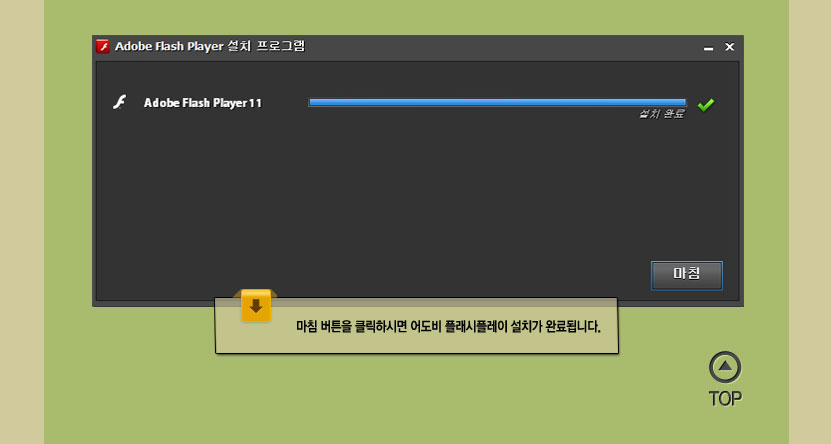 Adobe Flash Player 설치 프로그램
Adobe Flash Player 11
설치 완료
마침
마침 버튼을 클릭하시면 어도비 플래시플레이 설치가 완료됩니다.
TOP